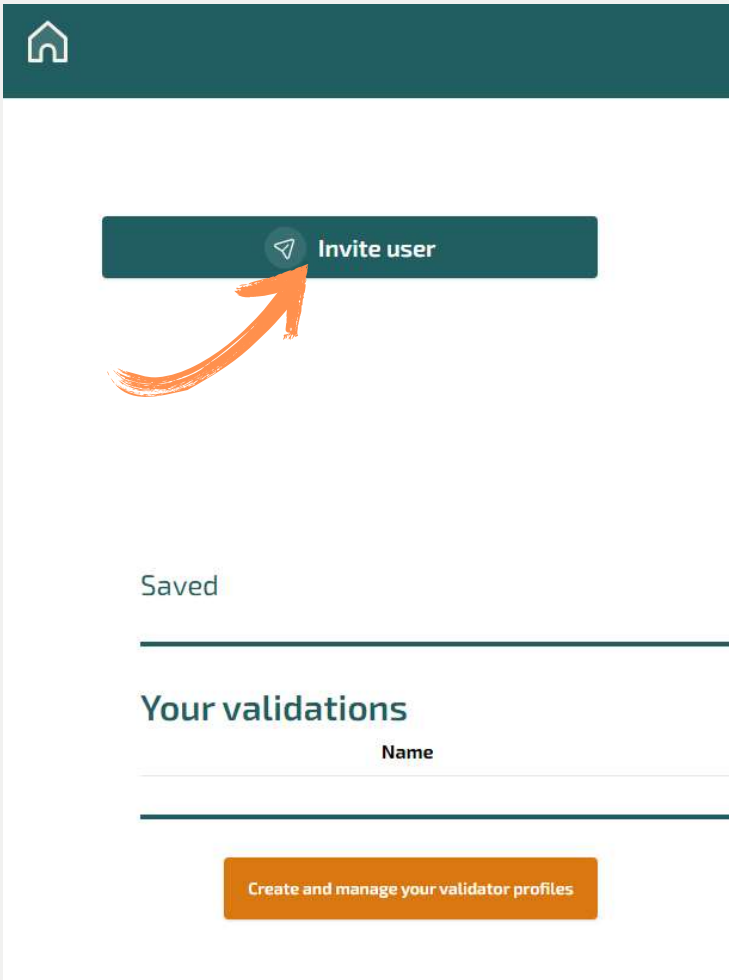 Invite user
Saved
Your validations
Name
Create and manage your validator profiles